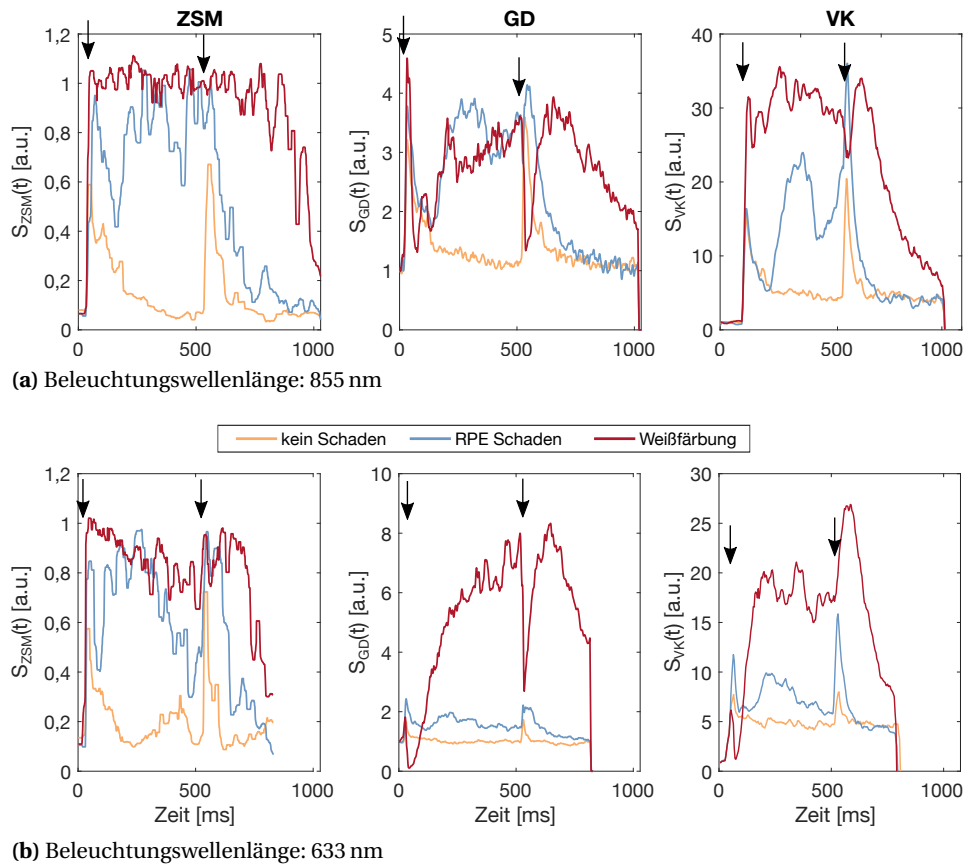 ZSM GD VK
1,2
1
0,8
0,6
0,4
0,2
0
S_ZSM(t) [a.u.]
0 500 1000
5
4
3
2
1
0
S_GD(t) [a.u.]
0 500 1000
40
30
20
10
0
S_VK(t) [a.u.]
0 500 1000
(a) Beleuchtungswellenlänge: 855 nm
kein Schaden RPE Schaden Weißfärbung
1,2
1
0,8
0,6
0,4
0,2
0
S_ZSM(t) [a.u.]
0 500 1000
Zeit [ms]
10
8
6
4
2
0
S_GD(t) [a.u.]
0 500 1000
Zeit [ms]
30
25
20
15
10
5
0
S_VK(t) [a.u.]
0 500 1000
Zeit [ms]
(b) Beleuchtungswellenlänge: 633 nm